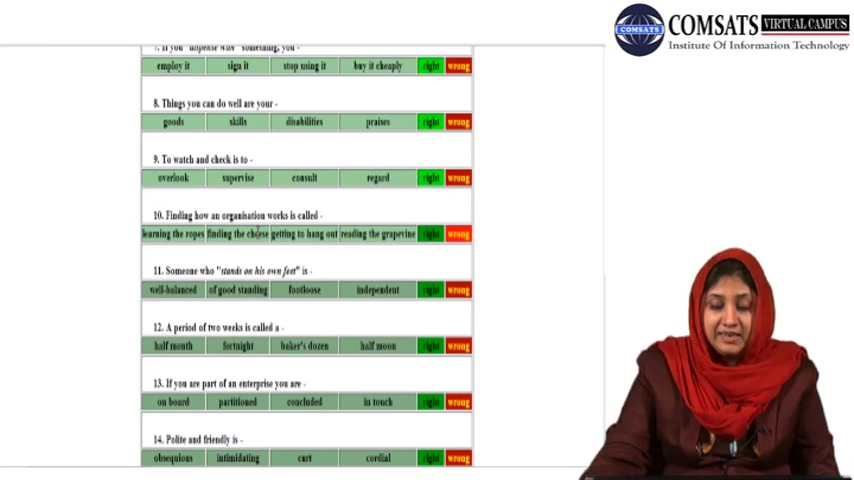 COMSATS VIRTUAL CAMPUS
COMSATS Institute Of Information Technology
7. If you "dispense with" something, you -
employ it sign it stop using it buy it cheaply right wrong
8. Things you can do well are your -
goods skills disabilities praises right wrong
9. To watch and check is to -
overlook supervise consult regard right wrong
10. Finding how an organisation works is called -
learning the ropes finding the cheese getting to hang out reading the grapevine right wrong
11. Someone who "stands on his own feet" is -
well-balanced of good standing footloose independent right wrong
12. A period of two weeks is called a -
half month fortnight baker's dozen half moon right wrong
13. If you are part of an enterprise you are -
on board partitioned concluded in touch right wrong
14. Polite and friendly is -
obsequious intimidating curt cordial right wrong